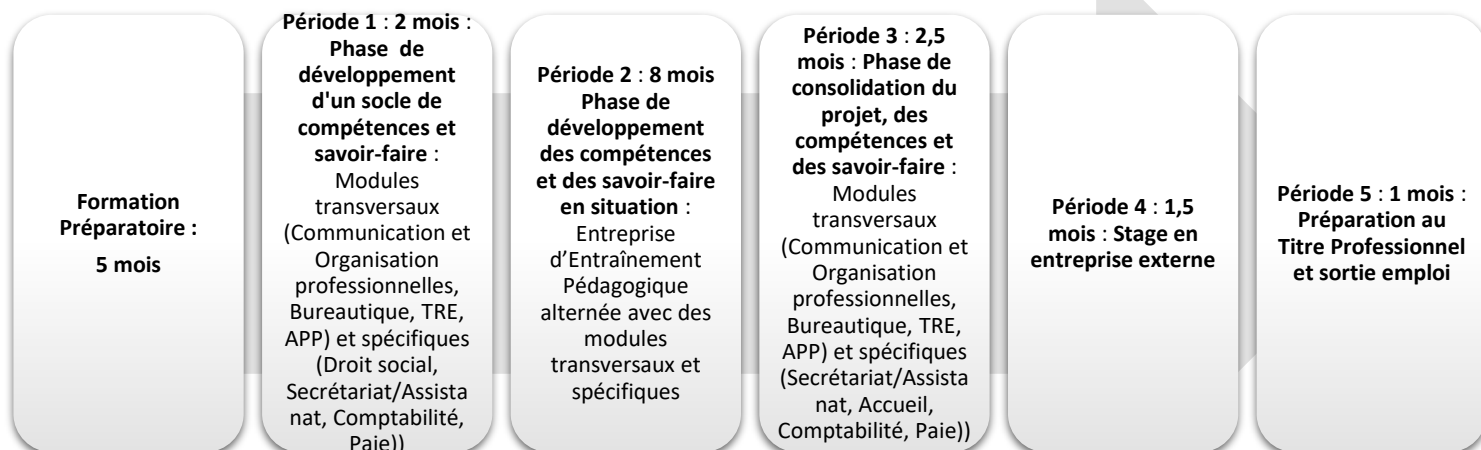 Formation
Préparatoire :
5 mois
Période 1 : 2 mois :
Phase de
développement
d'un socle de
compétences et
savoir-faire :
Modules
transversaux
(Communication et
Organisation
professionnelles,
Bureautique, TRE,
APP) et spécifiques
(Droit social,
Secrétariat/Assista
nat, Comptabilité,
Paie))
Période 2 : 8 mois
Phase de
développement
des compétences
et des savoir-faire
en situation :
Entreprise
d’Entraînement
Pédagogique
alternée avec des
modules
transversaux et
spécifiques
Période 3 : 2,5
mois : Phase de
consolidation du
projet, des
compétences et
des savoir-faire :
Modules
transversaux
(Communication et
Organisation
professionnelles,
Bureautique, TRE,
APP) et spécifiques
(Secrétariat/Assista
nat, Accueil,
Comptabilité, Paie))
Période 4 : 1,5
mois : Stage en
entreprise externe
Période 5 : 1 mois :
Préparation au
Titre Professionnel
et sortie emploi